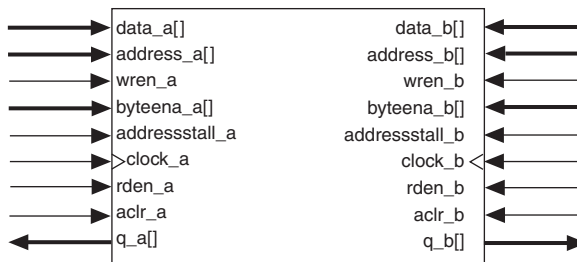 data_a[] data_b[]
address_a[] address_b[]
wren_a wren_b
byteena_a[] byteena_b[]
addressstall_a addressstall_b
clock_a clock_b
rden_a rden_b
aclr_a aclr_b
q_a[] q_b[]